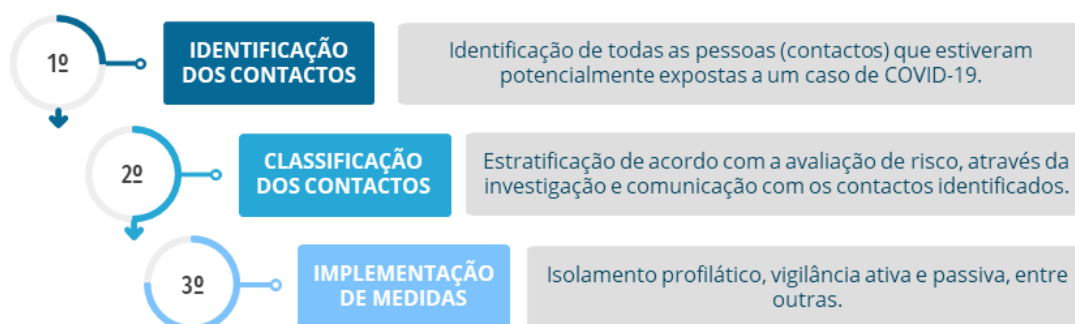 1º
IDENTIFICAÇÃO
DOS CONTACTOS
Identificação de todas as pessoas (contactos) que estiveram
potencialmente expostas a um caso de COVID-19.
2º
CLASSIFICAÇÃO
DOS CONTACTOS
Estratificação de acordo com a avaliação de risco, através da
investigação e comunicação com os contactos identificados.
3º
IMPLEMENTAÇÃO
DE MEDIDAS
Isolamento profilático, vigilância ativa e passiva, entre
outras.